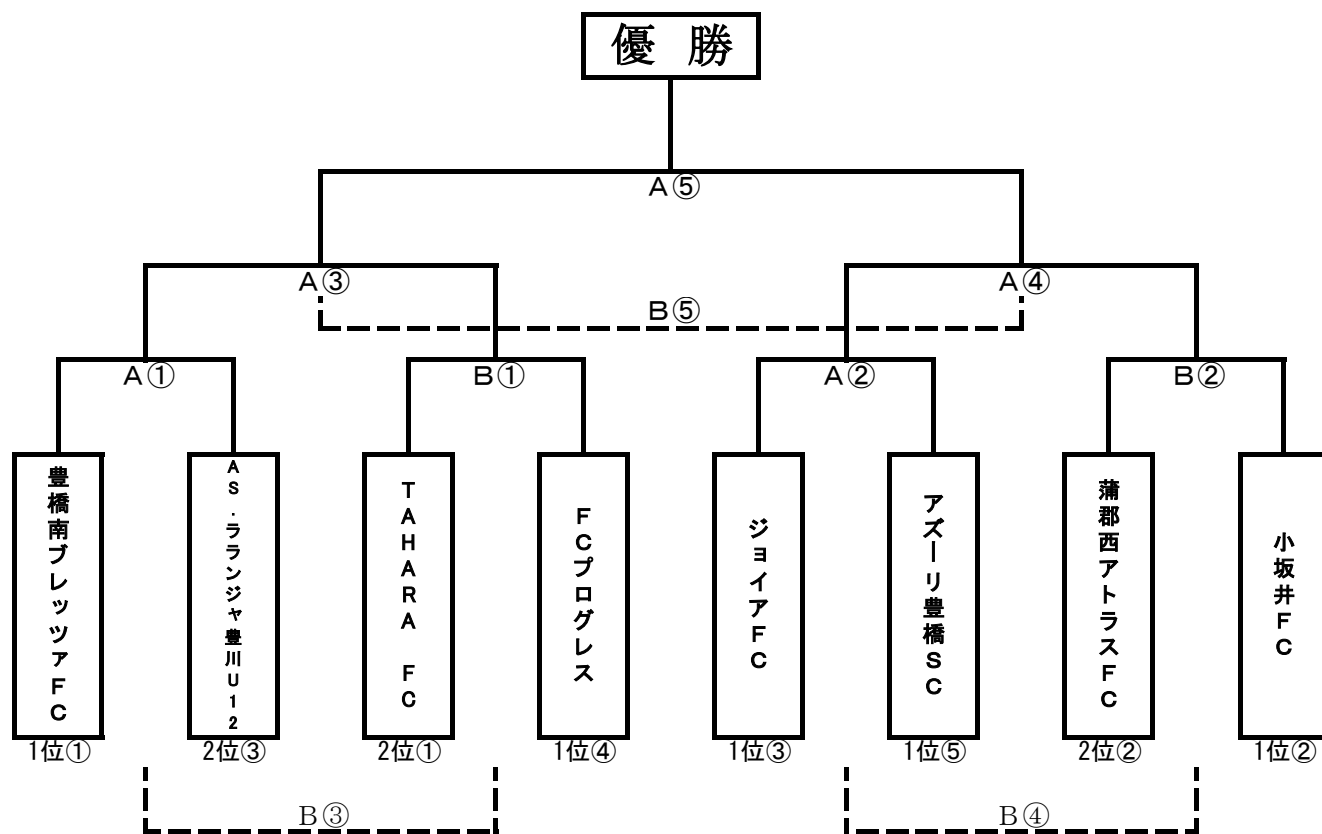 優 勝
A⑤
A③
A④
B⑤
A①
B①
A②
B②
豊橋南ブレッツァFC
AS.ラランジャ豊川U12
TAHARA FC
FCプログレス
ジョイアFC
アズーリ豊橋SC
蒲郡西アトラスFC
小坂井FC
1位①
2位③
2位①
1位④
1位③
1位⑤
2位②
1位②
B③
B④